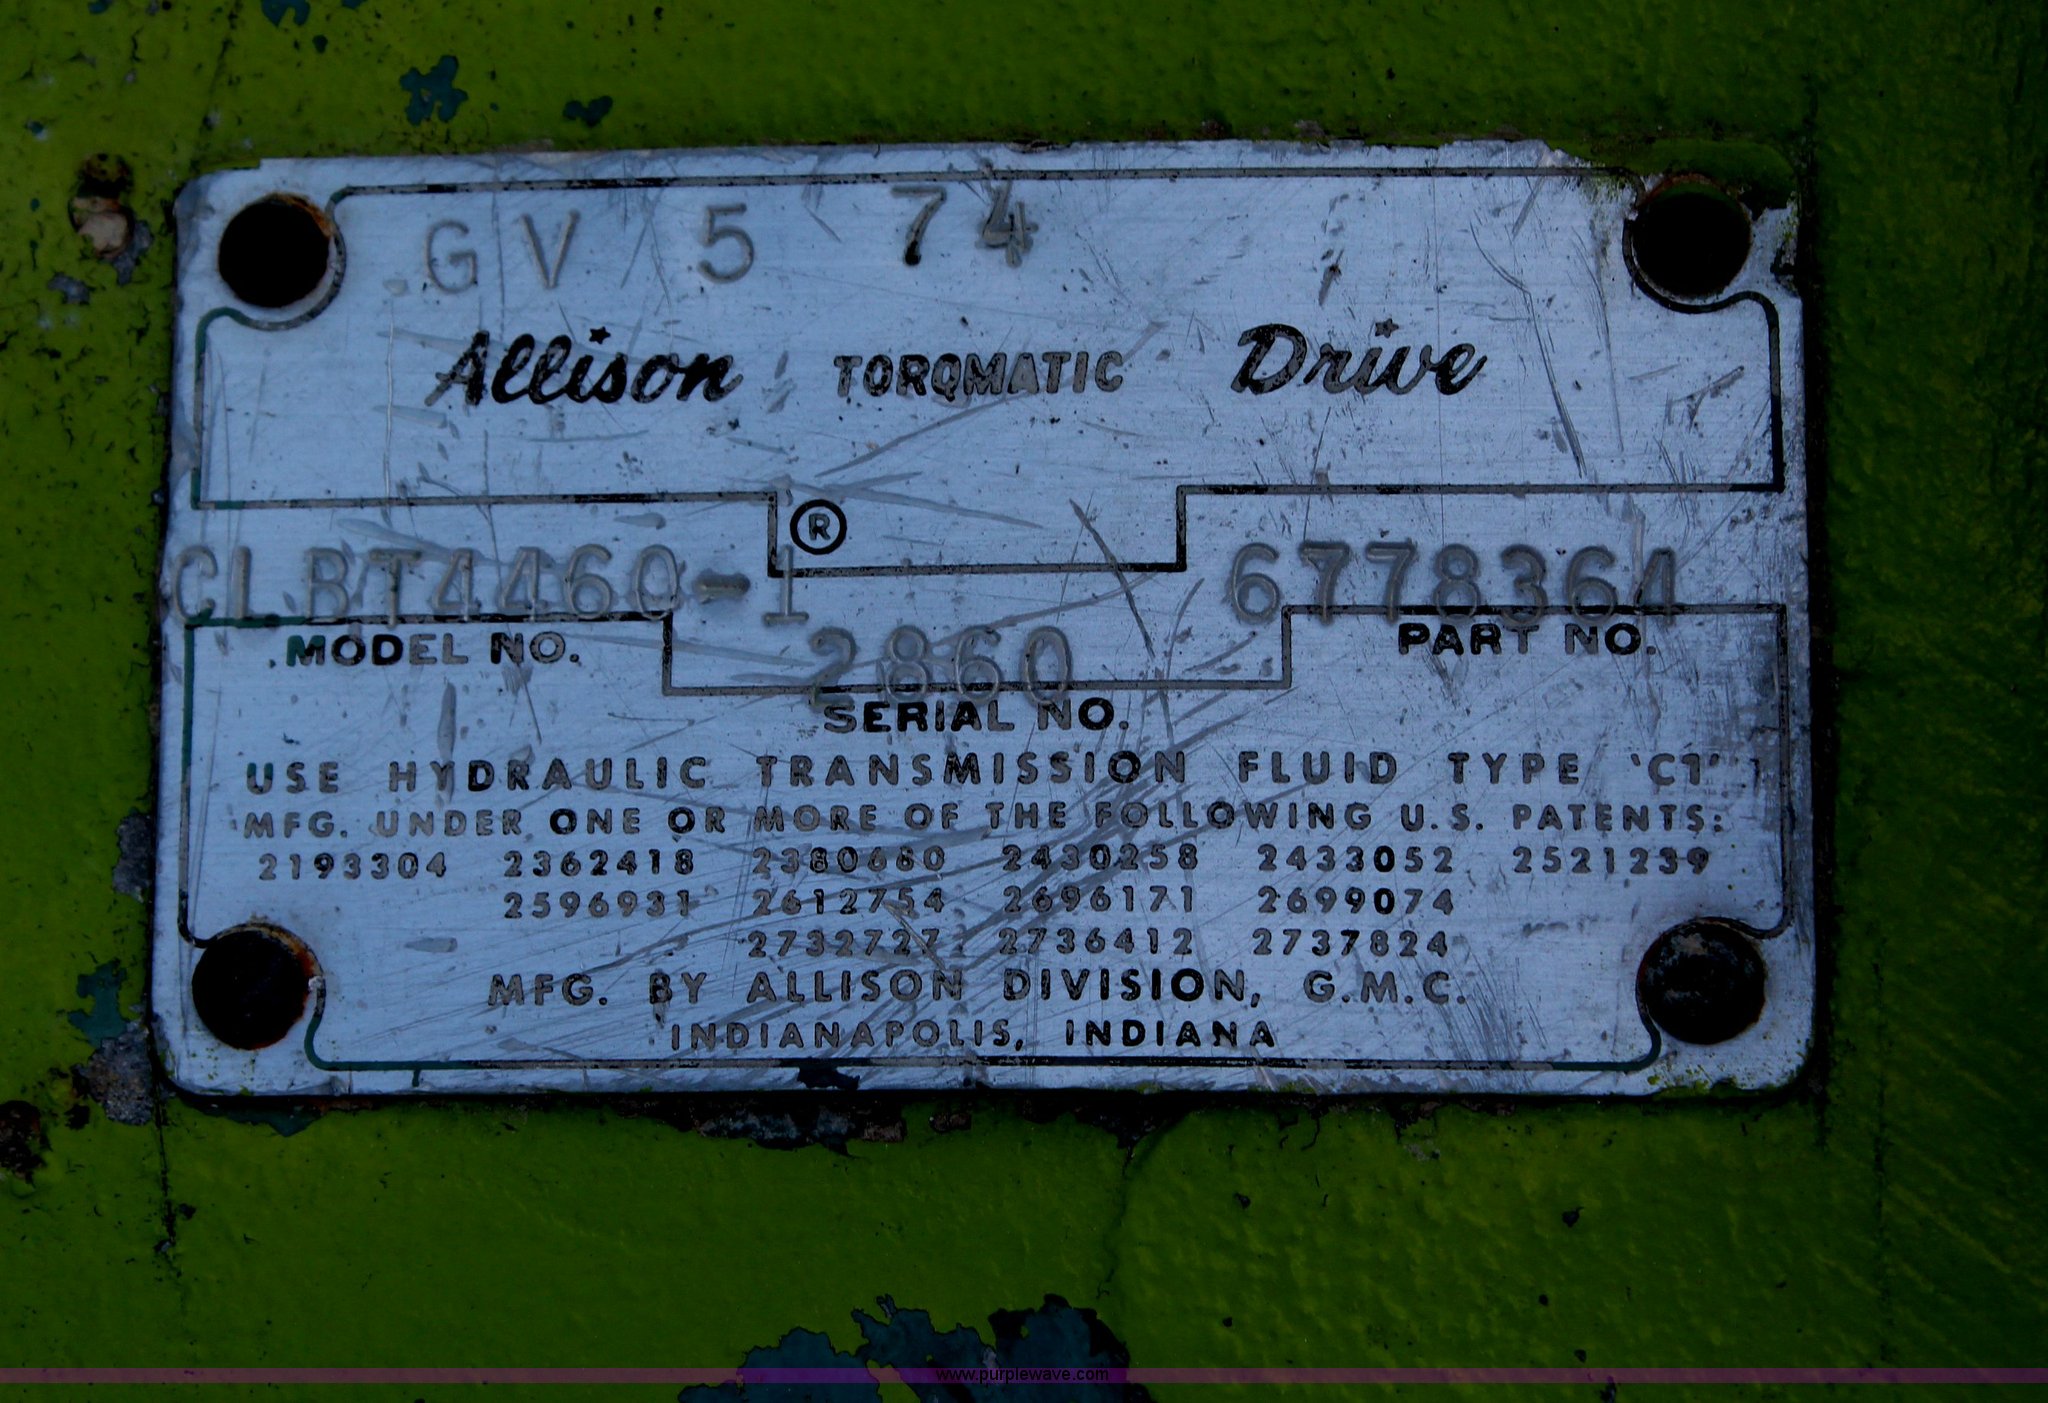 GV 5 74
Allison TORQMATIC Drive
®
CLBT4460-1 6778364
MODEL NO. PART NO.
2860
SERIAL NO.
USE HYDRAULIC TRANSMISSION FLUID TYPE 'C1'
MFG. UNDER ONE OR MORE OF THE FOLLOWING U.S. PATENTS:
2193304 2362418 2380680 2430258 2433052 2521239
2596931 2612754 2696171 2699074
2732727 2736412 2737824
MFG. BY ALLISON DIVISION, G.M.C.
INDIANAPOLIS, INDIANA
www.purplewave.com